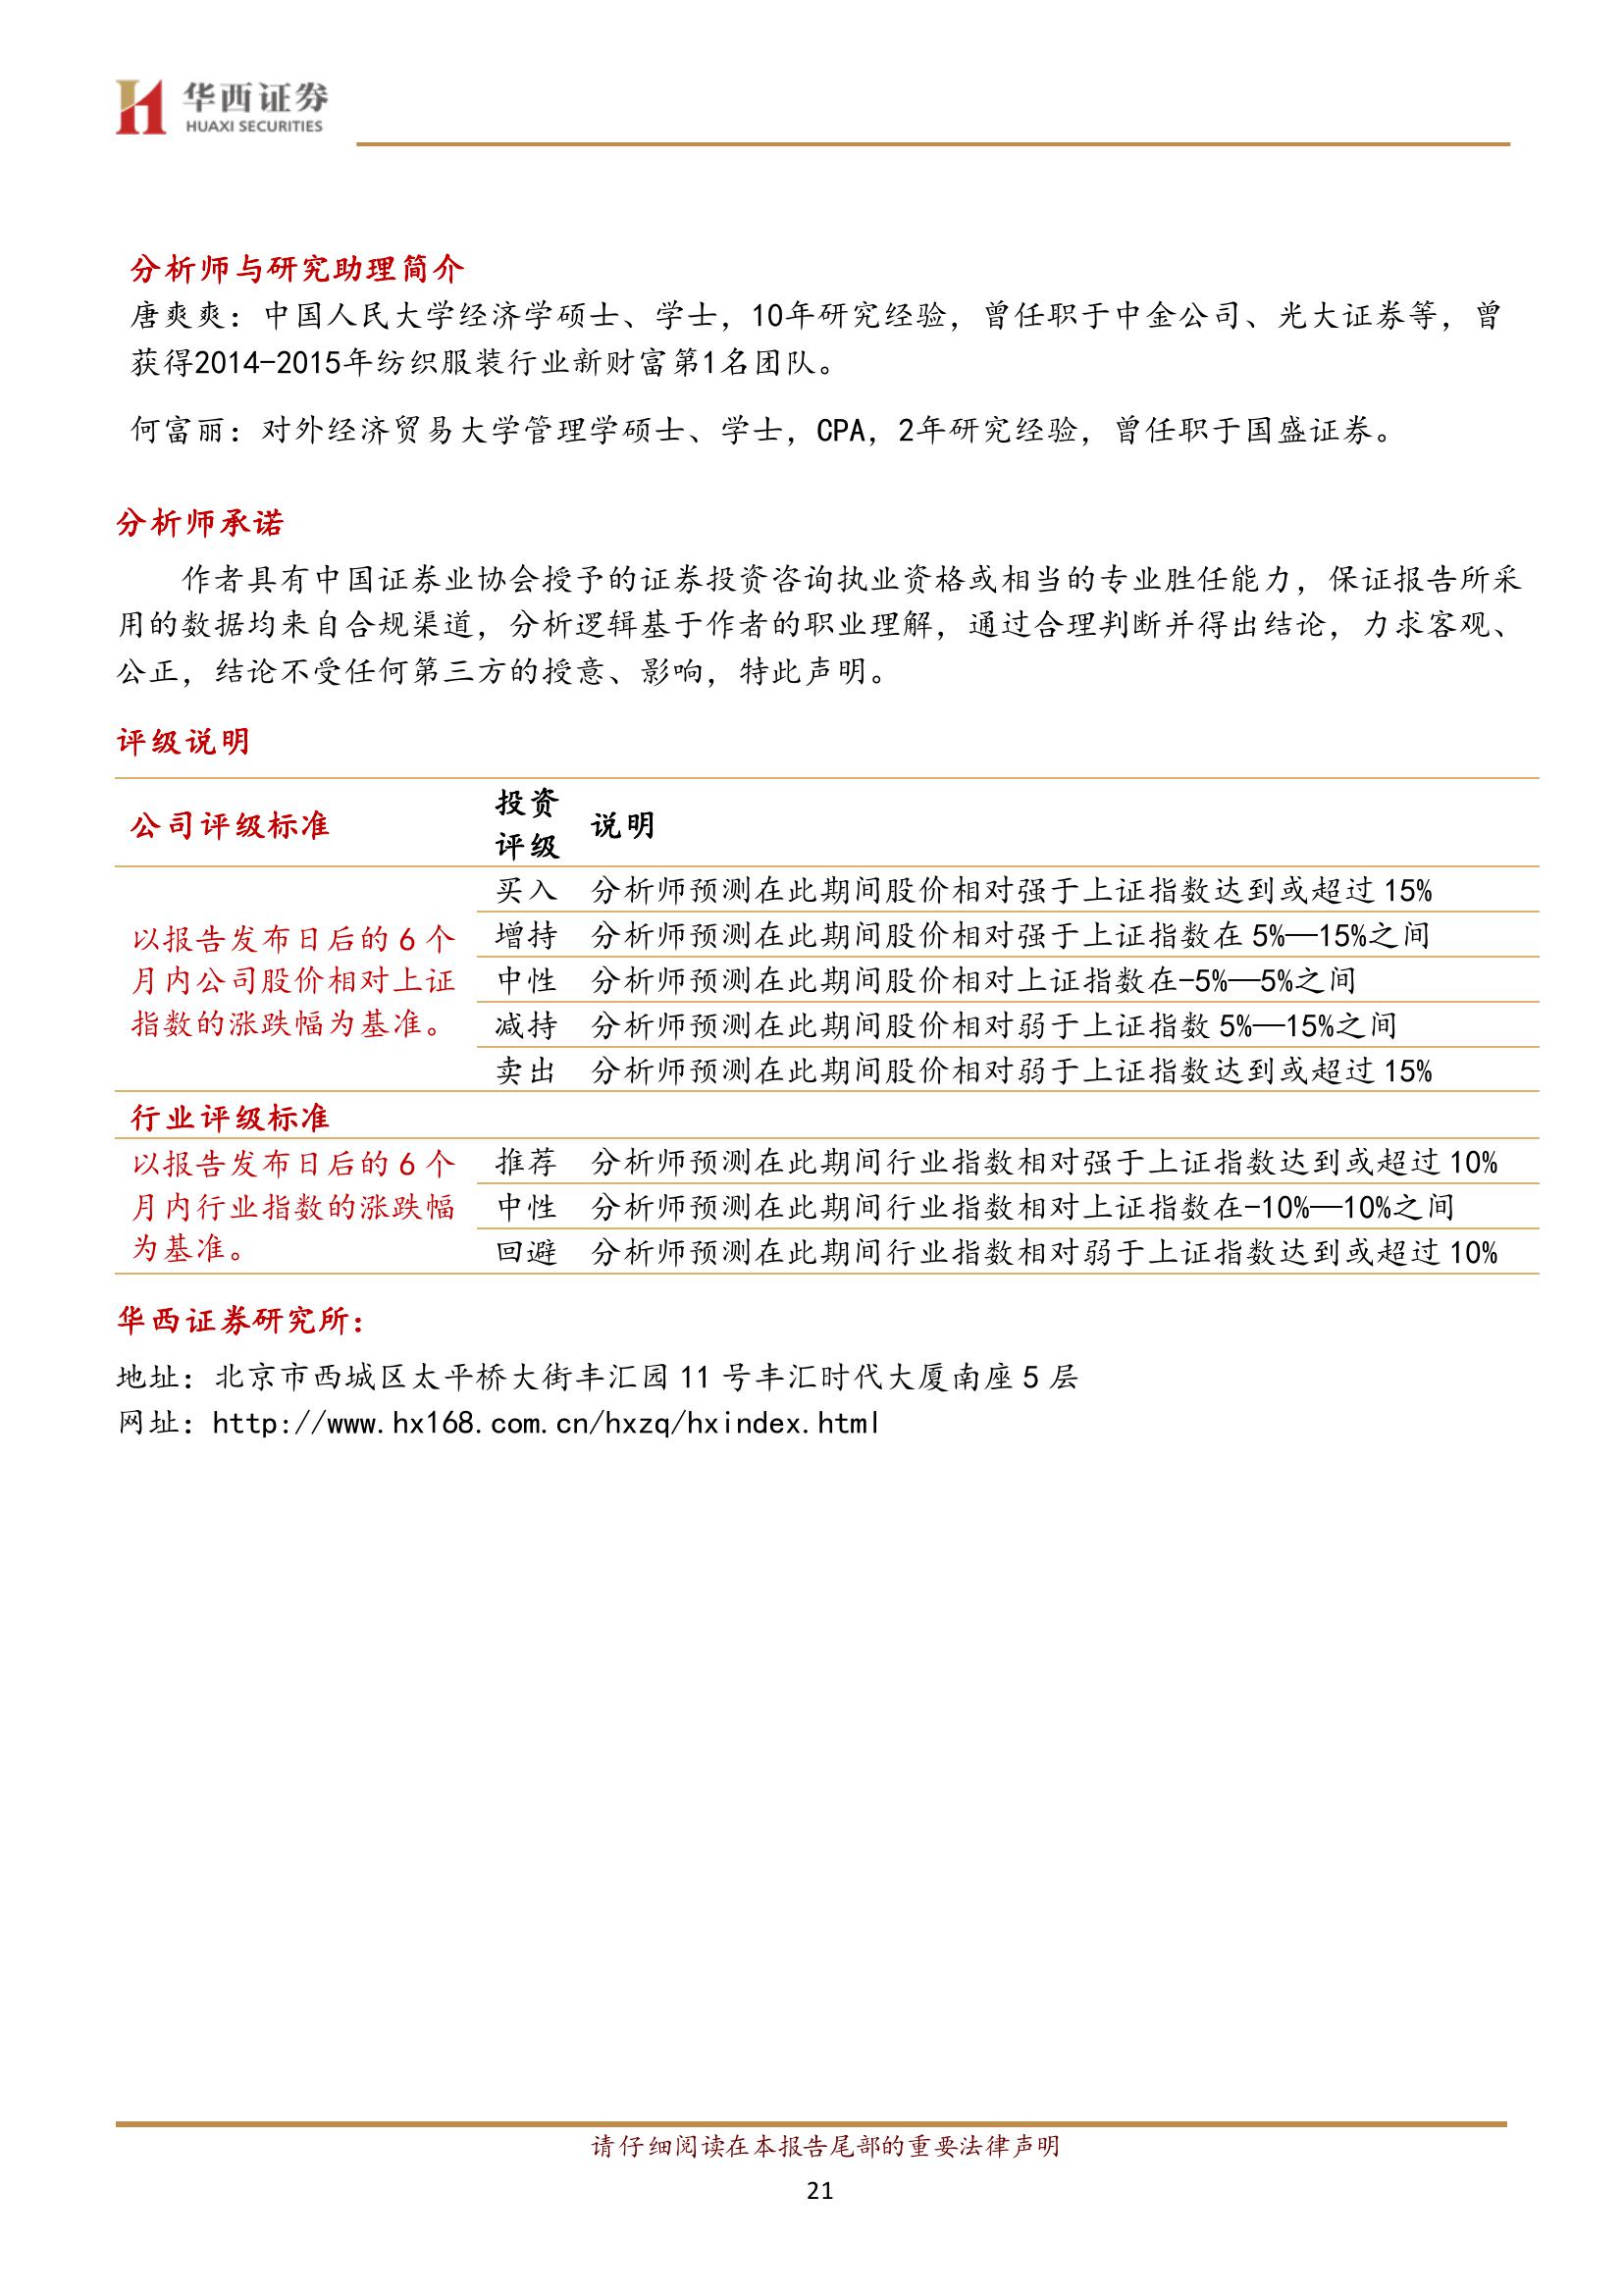 华西证券
HUAXI SECURITIES
分析师与研究助理简介
唐爽爽：中国人民大学经济学硕士、学士，10年研究经验，曾任职于中金公司、光大证券等，曾
获得2014-2015年纺织服装行业新财富第1名团队。
何富丽：对外经济贸易大学管理学硕士、学士，CPA，2年研究经验，曾任职于国盛证券。
分析师承诺
作者具有中国证券业协会授予的证券投资咨询执业资格或相当的专业胜任能力，保证报告所采
用的数据均来自合规渠道，分析逻辑基于作者的职业理解，通过合理判断并得出结论，力求客观、
公正，结论不受任何第三方的授意、影响，特此声明。
评级说明
公司评级标准
投资
评级
说明
以报告发布日后的 6 个
月内公司股价相对上证
指数的涨跌幅为基准。
买入 分析师预测在此期间股价相对强于上证指数达到或超过 15%
增持 分析师预测在此期间股价相对强于上证指数在 5%—15%之间
中性 分析师预测在此期间股价相对上证指数在-5%—5%之间
减持 分析师预测在此期间股价相对弱于上证指数 5%—15%之间
卖出 分析师预测在此期间股价相对弱于上证指数达到或超过 15%
行业评级标准
以报告发布日后的 6 个
月内行业指数的涨跌幅
为基准。
推荐 分析师预测在此期间行业指数相对强于上证指数达到或超过 10%
中性 分析师预测在此期间行业指数相对上证指数在-10%—10%之间
回避 分析师预测在此期间行业指数相对弱于上证指数达到或超过 10%
华西证券研究所：
地址：北京市西城区太平桥大街丰汇园 11 号丰汇时代大厦南座 5 层
网址：http://www.hx168.com.cn/hxzq/hxindex.html
请仔细阅读在本报告尾部的重要法律声明
21